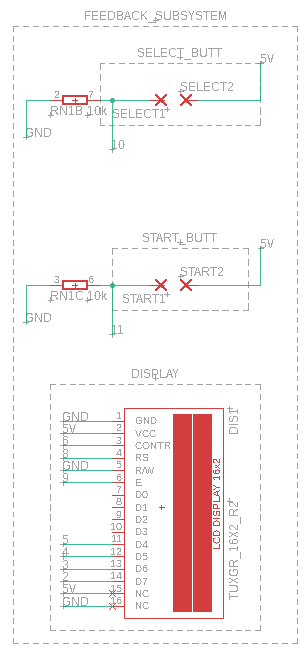 FEEDBACK_SUBSYSTEM
SELECT_BUTT
5V
SELECT2
2 7
RN1B 10k SELECT1
GND
10
START_BUTT
5V
START2
3 6
RN1C 10k START1
GND
11
DISPLAY
DIS1
LCD DISPLAY 16x2
TUXGR_16X2_R2
GND 1 GND
5V 2 VCC
6 3 CONTR
8 4 RS
GND 5 R/W
9 6 E
7 D0
8 D1
9 D2
10 D3
5 11 D4
4 12 D5
3 13 D6
2 14 D7
5V 15 NC
GND 16 NC